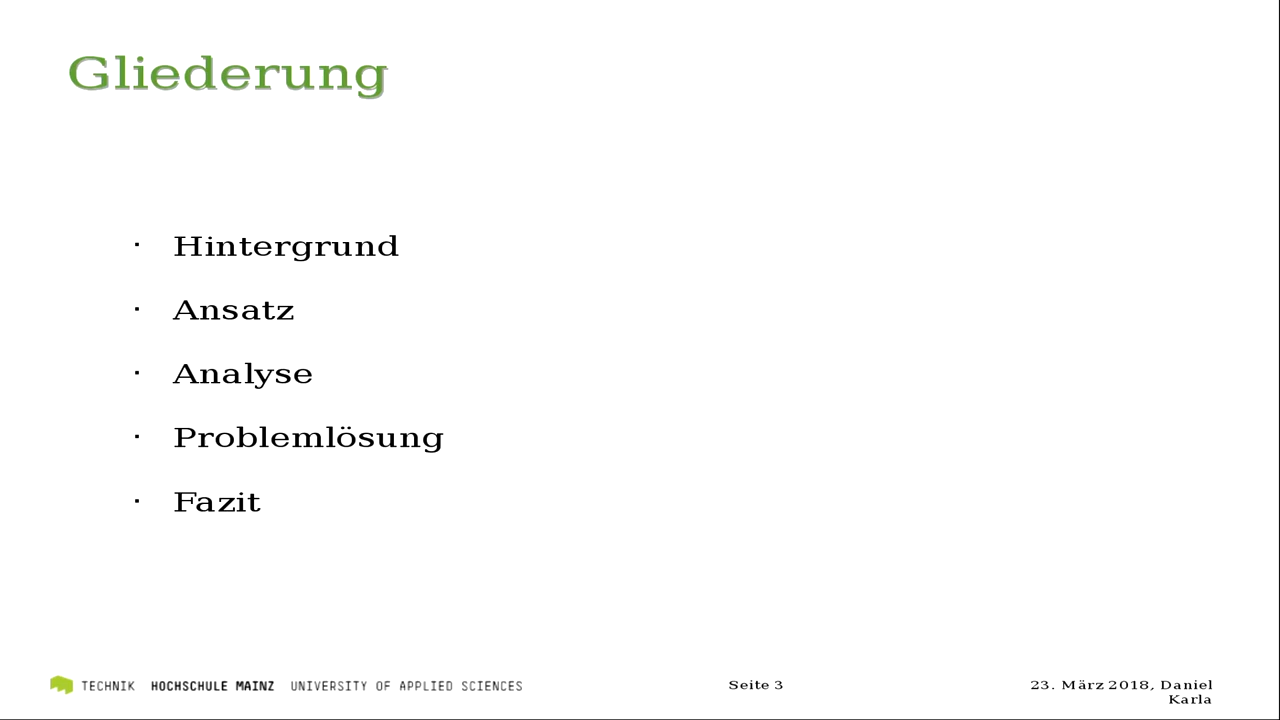 Gliederung
· Hintergrund
· Ansatz
· Analyse
· Problemlösung
· Fazit
TECHNIK HOCHSCHULE MAINZ UNIVERSITY OF APPLIED SCIENCES
Seite 3
23. März 2018, Daniel
Karla